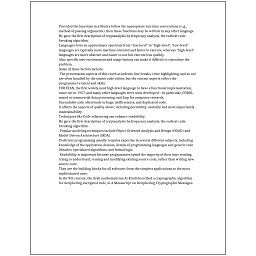 Provided the functions in a library follow the appropriate run-time conventions (e.g.,
method of passing arguments), then these functions may be written in any other language.
He gave the first description of cryptanalysis by frequency analysis, the earliest code-
breaking algorithm.
Languages form an approximate spectrum from "low-level" to "high-level"; "low-level"
languages are typically more machine-oriented and faster to execute, whereas "high-level"
languages are more abstract and easier to use but execute less quickly.
Also, specific user environment and usage history can make it difficult to reproduce the
problem.
Some of these factors include:
The presentation aspects of this (such as indents, line breaks, color highlighting, and so on)
are often handled by the source code editor, but the content aspects reflect the
programmer's talent and skills.
FORTRAN, the first widely used high-level language to have a functional implementation,
came out in 1957, and many other languages were soon developed—in particular, COBOL
aimed at commercial data processing, and Lisp for computer research.
Unreadable code often leads to bugs, inefficiencies, and duplicated code.
It affects the aspects of quality above, including portability, usability and most importantly
maintainability.
Techniques like Code refactoring can enhance readability.
He gave the first description of cryptanalysis by frequency analysis, the earliest code-
breaking algorithm.
Popular modeling techniques include Object-Oriented Analysis and Design (OOAD) and
Model-Driven Architecture (MDA).
Proficient programming usually requires expertise in several different subjects, including
knowledge of the application domain, details of programming languages and generic code
libraries, specialized algorithms, and formal logic.
Readability is important because programmers spend the majority of their time reading,
trying to understand, reusing and modifying existing source code, rather than writing new
source code.
They are the building blocks for all software, from the simplest applications to the most
sophisticated ones.
In the 9th century, the Arab mathematician Al-Kindi described a cryptographic algorithm
for deciphering encrypted code, in A Manuscript on Deciphering Cryptographic Messages.